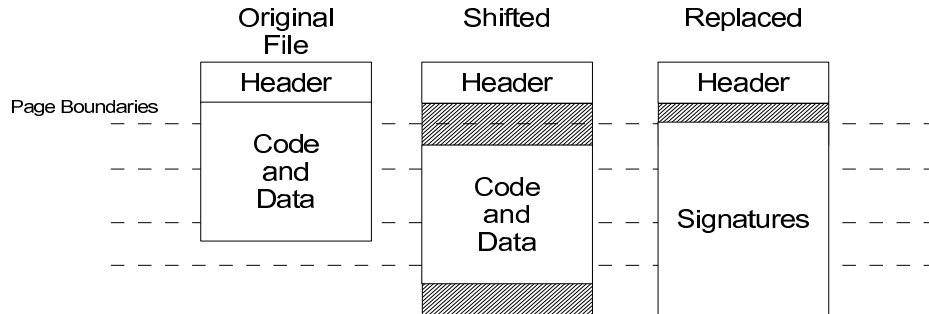 Original
File
Shifted
Replaced
Header
Header
Header
Page Boundaries
Code
and
Data
Code
and
Data
Signatures